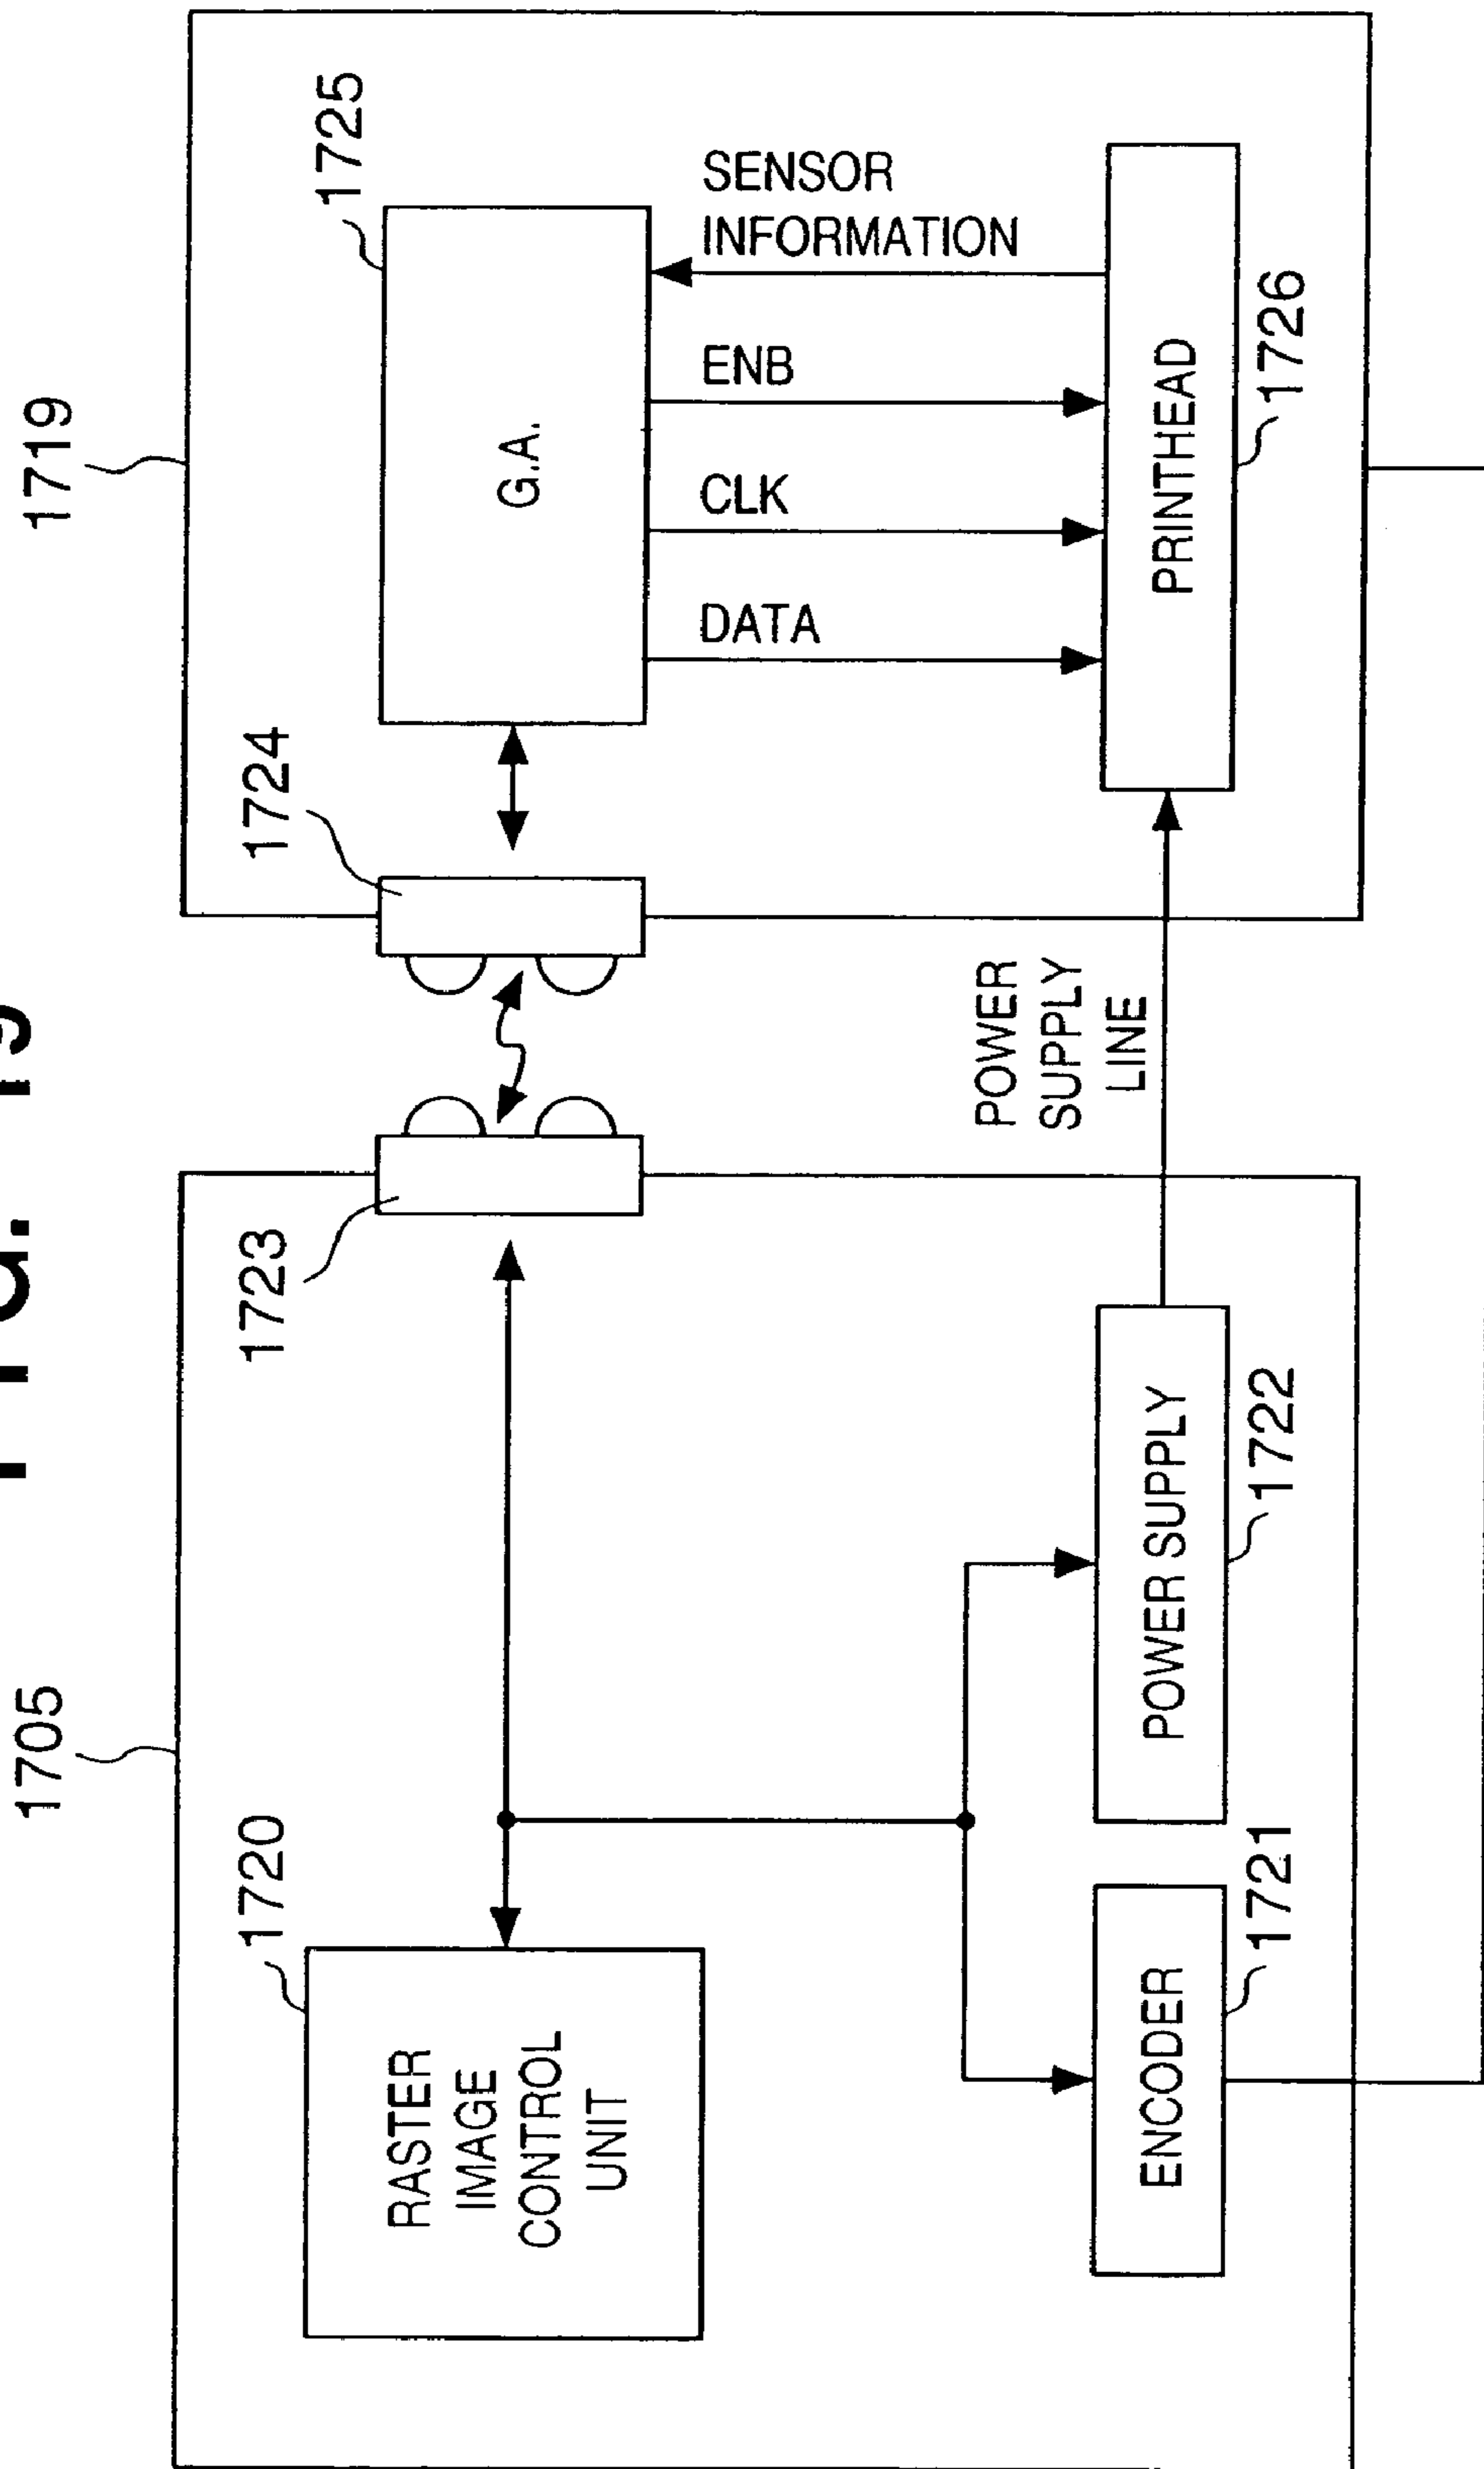 1705
1719
1720
RASTER
IMAGE
CONTROL
UNIT
1723
1724
1725
G.A.
DATA
CLK
ENB
SENSOR
INFORMATION
ENCODER
1721
POWER SUPPLY
1722
POWER
SUPPLY
LINE
PRINTHEAD
1726